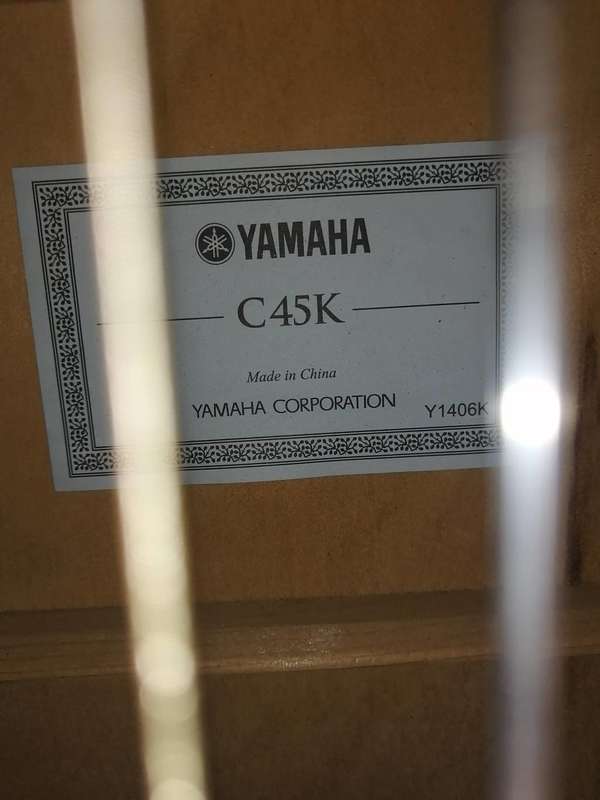 YAMAHA
C45K
Made in China
YAMAHA CORPORATION
Y1406K